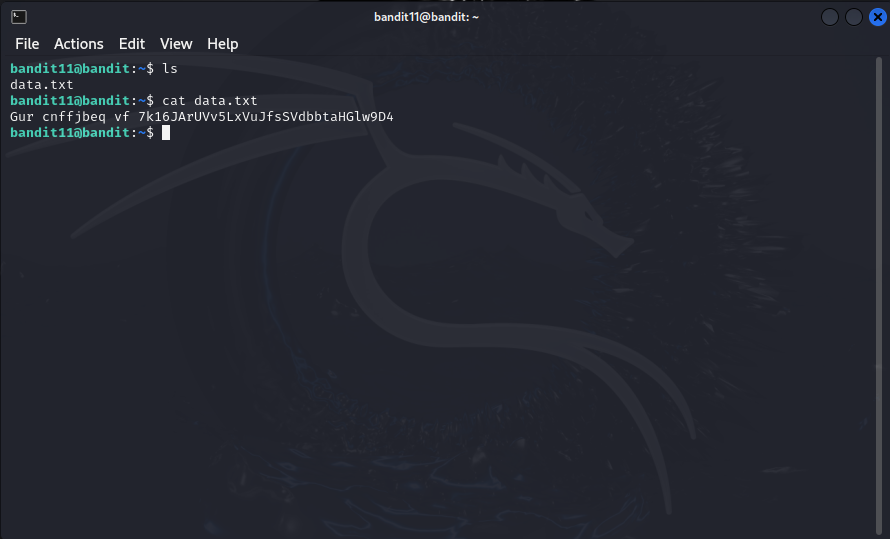 bandit11@bandit: ~
File Actions Edit View Help
bandit11@bandit:~$ ls
data.txt
bandit11@bandit:~$ cat data.txt
Gur cnffjbeq vf 7k16JArUVv5LxVuJfsSVdbbtaHGlw9D4
bandit11@bandit:~$